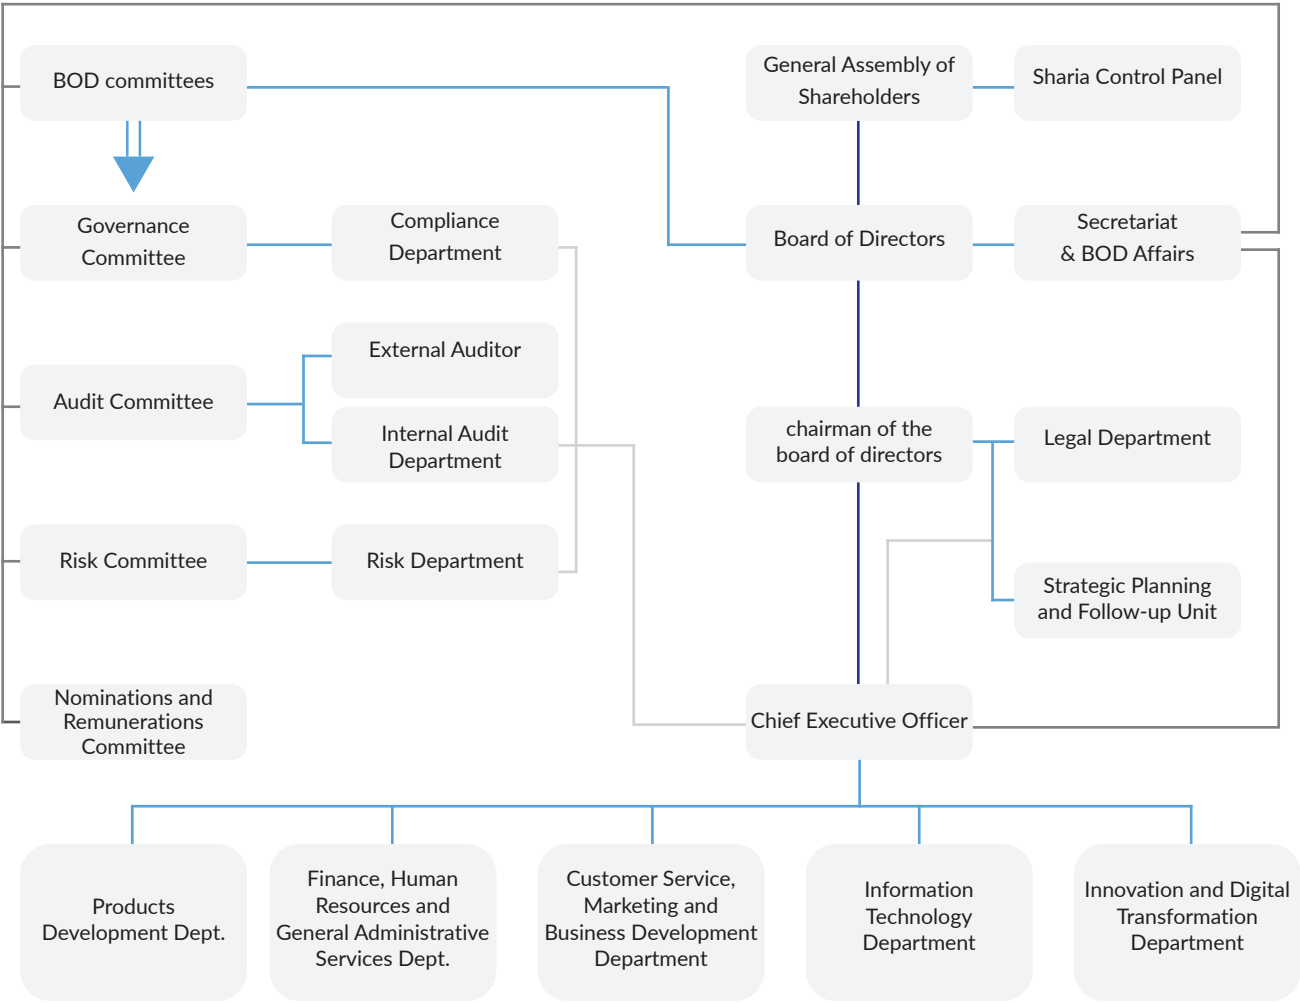 BOD committees
General Assembly of
Shareholders
Sharia Control Panel
Governance
Committee
Compliance
Department
Board of Directors
Secretariat
& BOD Affairs
External Auditor
Audit Committee
Internal Audit
Department
chairman of the
board of directors
Legal Department
Risk Committee
Risk Department
Strategic Planning
and Follow-up Unit
Nominations and
Remunerations
Committee
Chief Executive Officer
Products
Development Dept.
Finance, Human
Resources and
General Administrative
Services Dept.
Customer Service,
Marketing and
Business Development
Department
Information
Technology
Department
Innovation and Digital
Transformation
Department